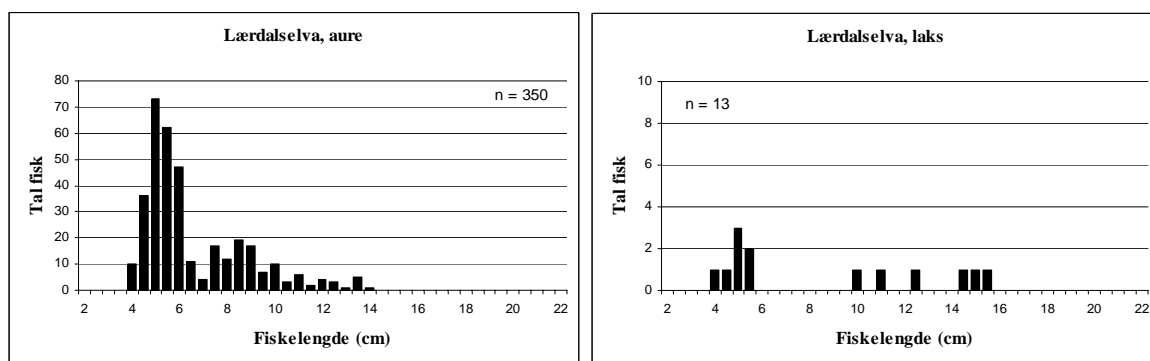 Lærdalselva, aure
n = 350
Tal fisk
80
70
60
50
40
30
20
10
0
2 4 6 8 10 12 14 16 18 20 22
Fiskelengde (cm)
Lærdalselva, laks
n = 13
Tal fisk
10
8
6
4
2
0
2 4 6 8 10 12 14 16 18 20 22
Fiskelengde (cm)